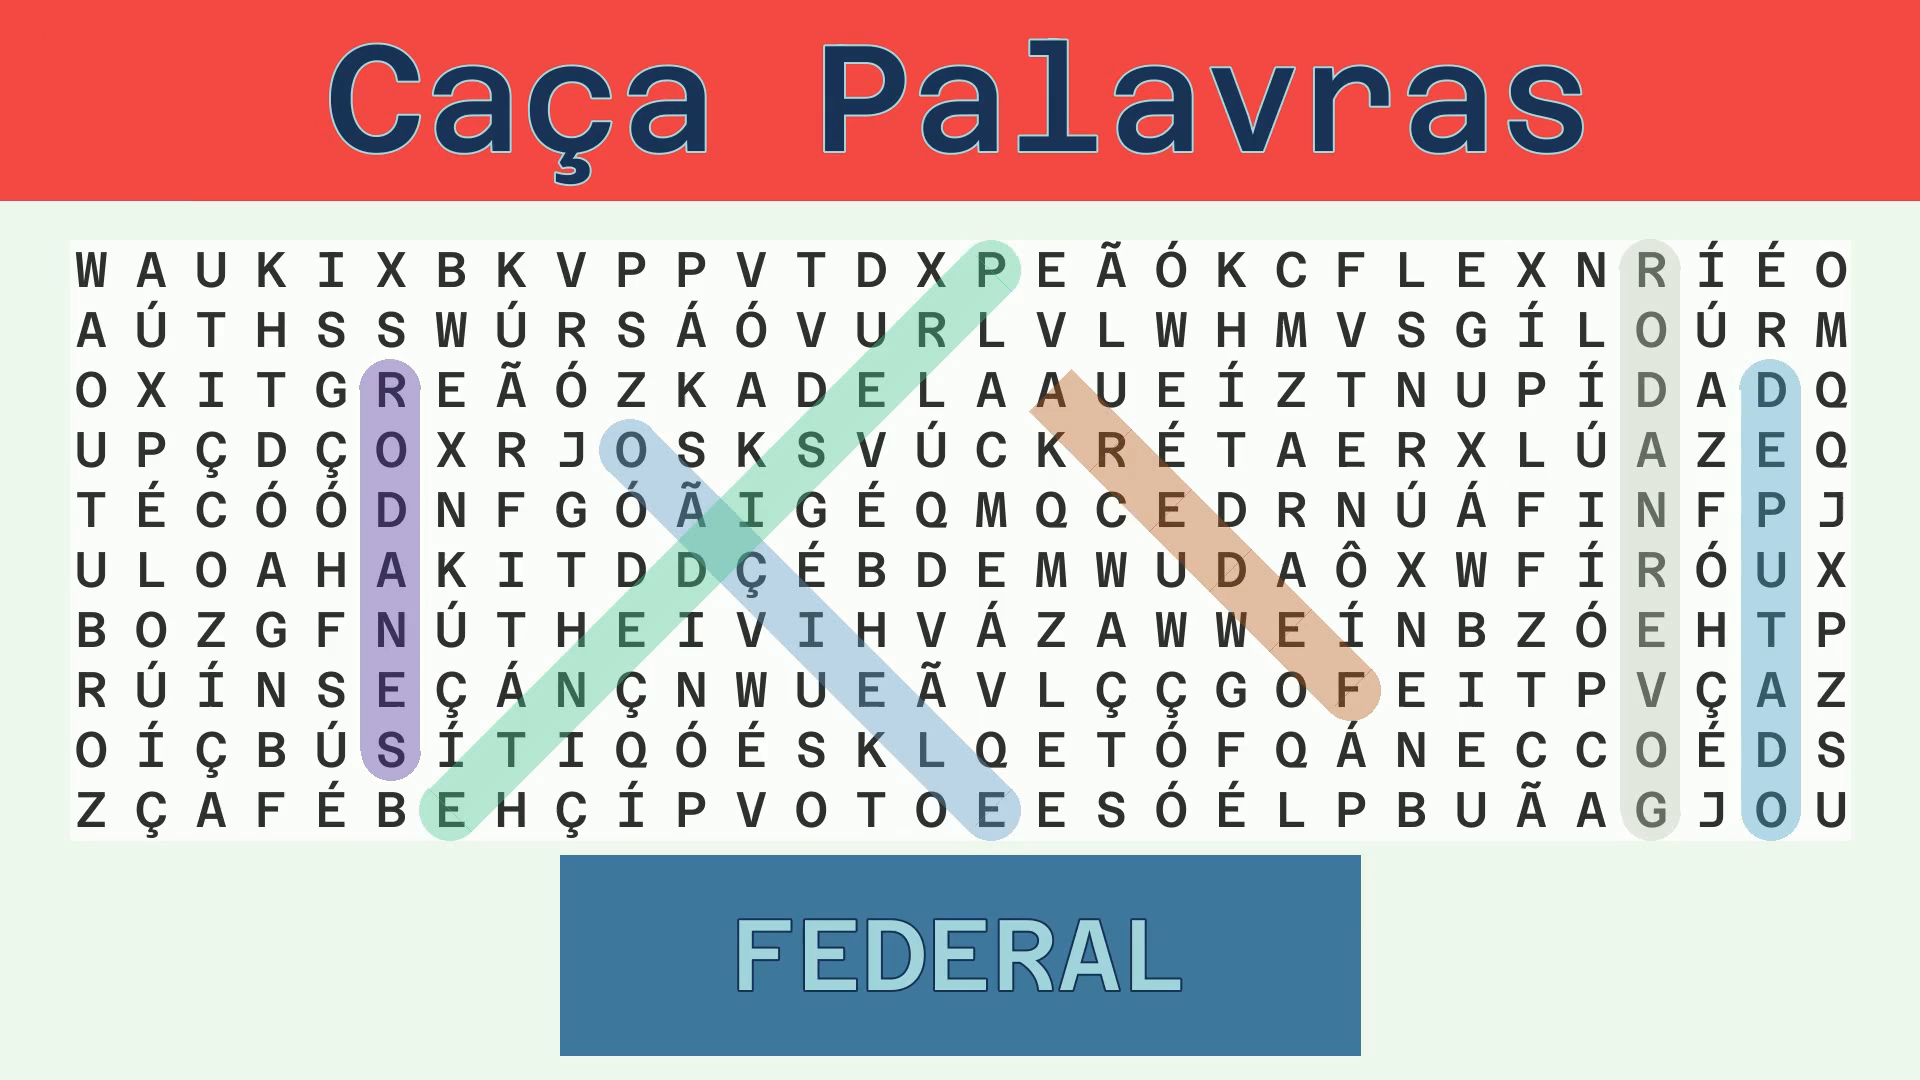 Caça Palavras
W A U K I X B K V P P V T D X P E Ã Ó K C F L E X N R Í É O
A Ú T H S S W Ú R S Á Ó V U R L V L W H M V S G Í L O Ú R M
O X I T G R E Ã Ó Z K A D E L A A U E Í Z T N U P Í D A D Q
U P Ç D Ç O X R J O S K S V Ú C K R É T A E R X L Ú A Z E Q
T É C Ó Ó D N F G Ó Ã I G É Q M Q C E D R N Ú Á F I N F P J
U L O A H A K I T D D Ç É B D E M W U D A Ô X W F Í R Ó U X
B O Z G F N Ú T H E I V I H V Á Z A W W E Í N B Z Ó E H T P
R Ú Í N S E Ç Á N Ç N W U E Ã V L Ç Ç G O F E I T P V Ç A Z
O Í Ç B Ú S Í T I Q Ó É S K L Q E T Ó F Q Á N E C C O É D S
Z Ç A F É B E H Ç Í P V O T O E E S Ó É L P B U Ã A G J O U
FEDERAL